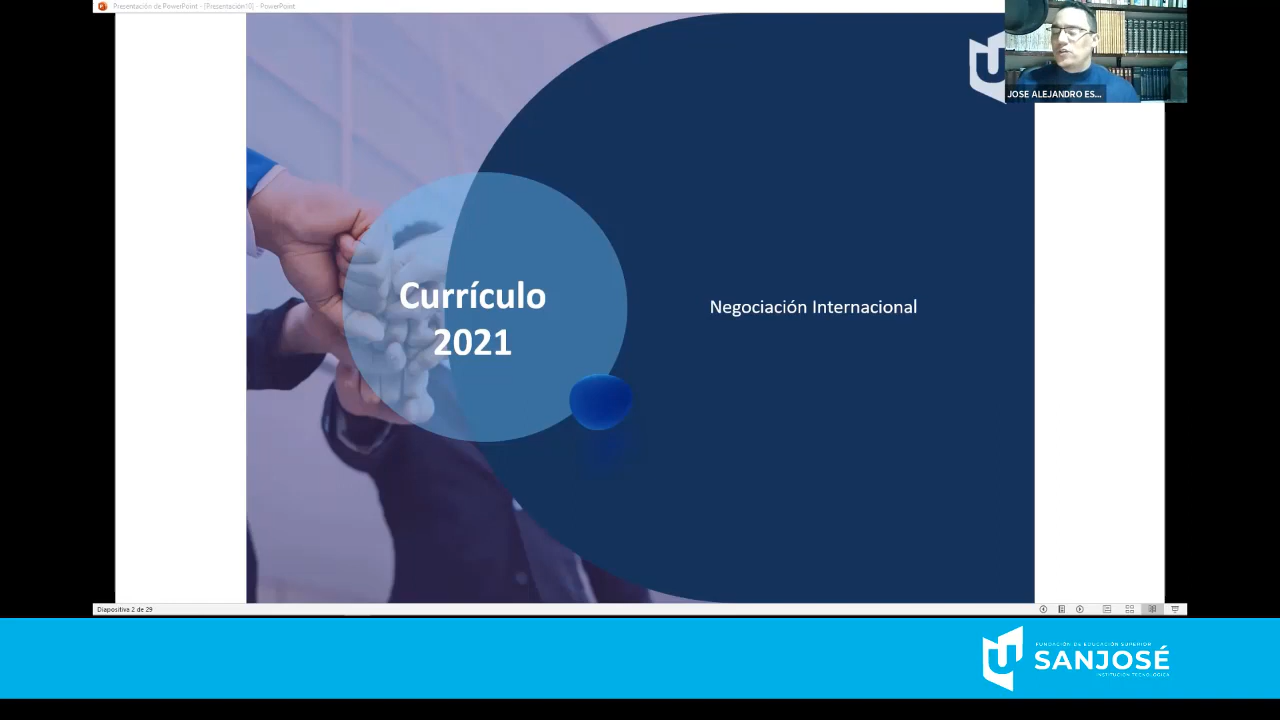 Presentación de PowerPoint - [Presentación10] - PowerPoint
JOSE ALEJANDRO ES...
Currículo
2021
Negociación Internacional
Diapositiva 2 de 29
FUNDACIÓN DE EDUCACIÓN SUPERIOR
SANJOSÉ
INSTITUCIÓN TECNOLÓGICA